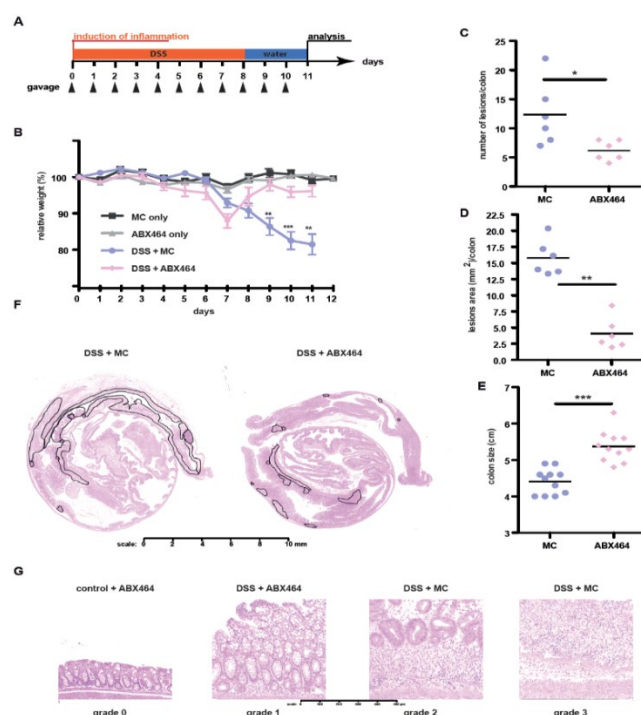 A
induction of inflammation
analysis
DSS
water
days
0 1 2 3 4 5 6 7 8 9 10 11
gavage
B
relative weight (%)
100
90
80
MC only
ABX464 only
DSS + MC
DSS + ABX464
** *** **
0 1 2 3 4 5 6 7 8 9 10 11 12
days
C
number of lesions/colon
25
20
15
10
5
0
*
MC ABX464
D
lesions area (mm²)/colon
22.5
20.0
17.5
15.0
12.5
10.0
7.5
5.0
2.5
0.0
**
MC ABX464
E
colon size (cm)
7
6
5
4
3
***
MC ABX464
F
DSS + MC DSS + ABX464
scale: 0 2 4 6 8 10 mm
G
control + ABX464 DSS + ABX464 DSS + MC DSS + MC
grade 0 grade 1 grade 2 grade 3